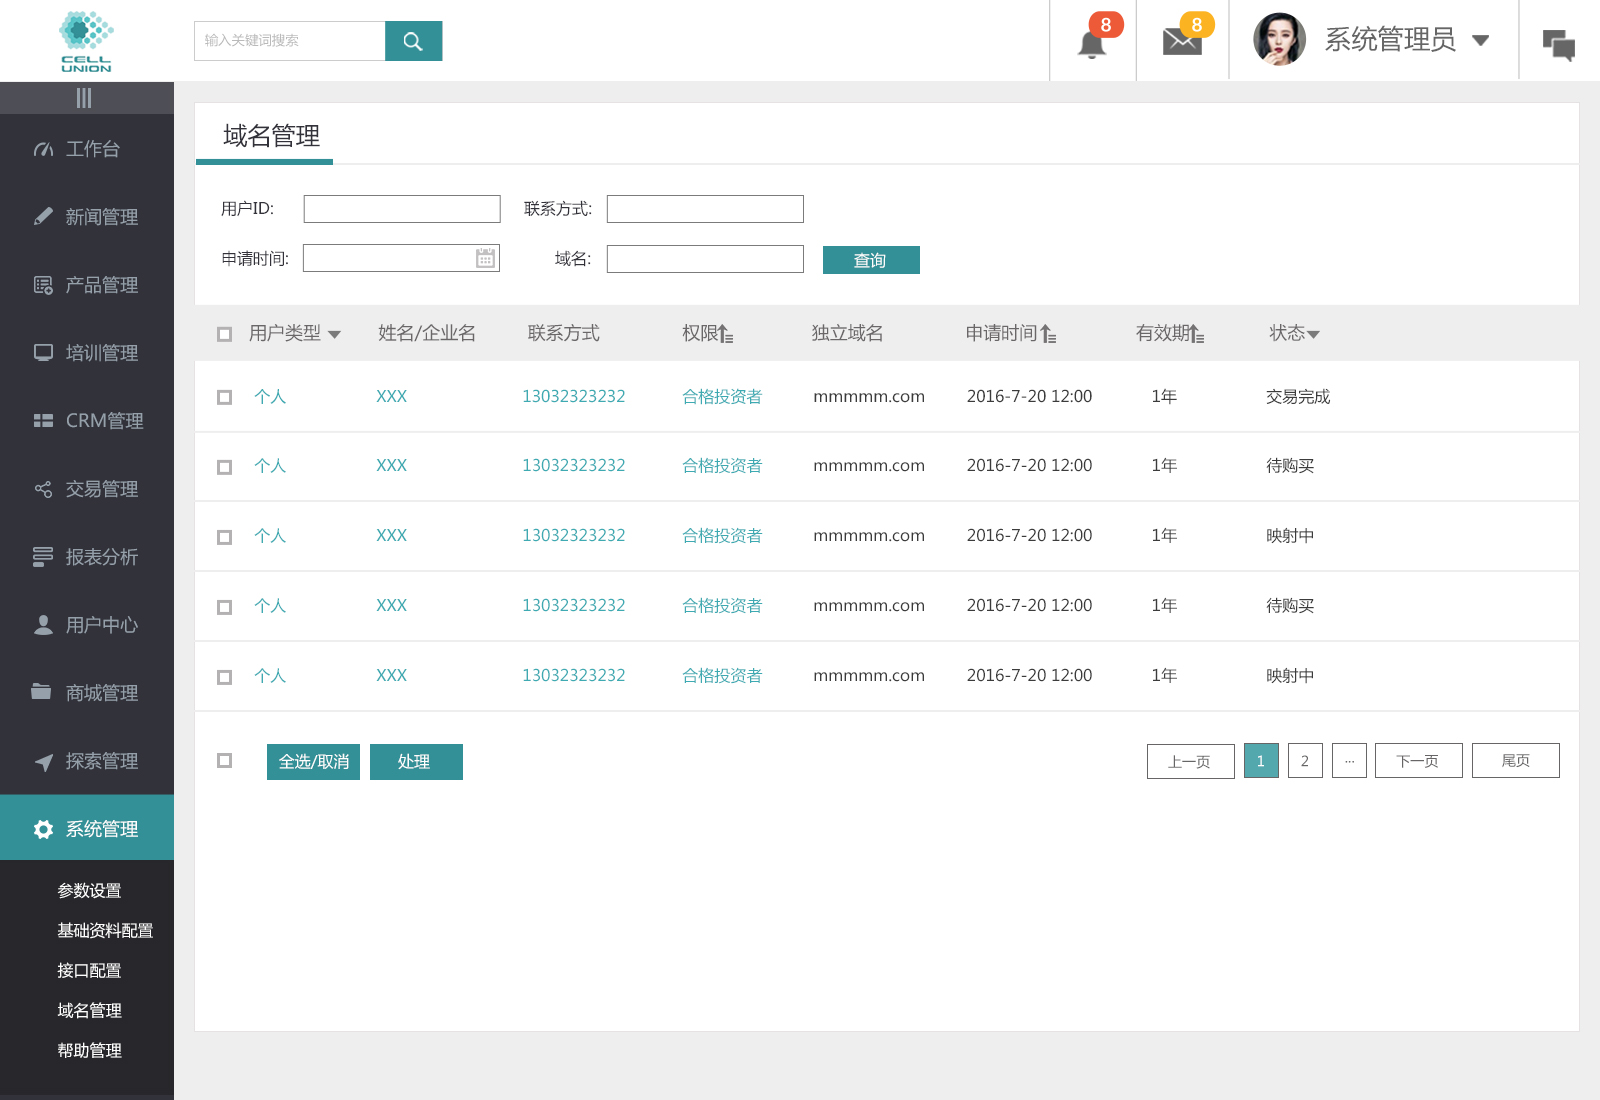 CELL
UNION
输入关键词搜索
8
8
系统管理员
工作台
新闻管理
产品管理
培训管理
CRM管理
交易管理
报表分析
用户中心
商城管理
探索管理
系统管理
参数设置
基础资料配置
接口配置
域名管理
帮助管理
域名管理
用户ID: 联系方式:
申请时间: 域名: 查询
用户类型 姓名/企业名 联系方式 权限 独立域名 申请时间 有效期 状态
个人 XXX 13032323232 合格投资者 mmmmm.com 2016-7-20 12:00 1年 交易完成
个人 XXX 13032323232 合格投资者 mmmmm.com 2016-7-20 12:00 1年 待购买
个人 XXX 13032323232 合格投资者 mmmmm.com 2016-7-20 12:00 1年 映射中
个人 XXX 13032323232 合格投资者 mmmmm.com 2016-7-20 12:00 1年 待购买
个人 XXX 13032323232 合格投资者 mmmmm.com 2016-7-20 12:00 1年 映射中
全选/取消 处理 上一页 1 2 ... 下一页 尾页